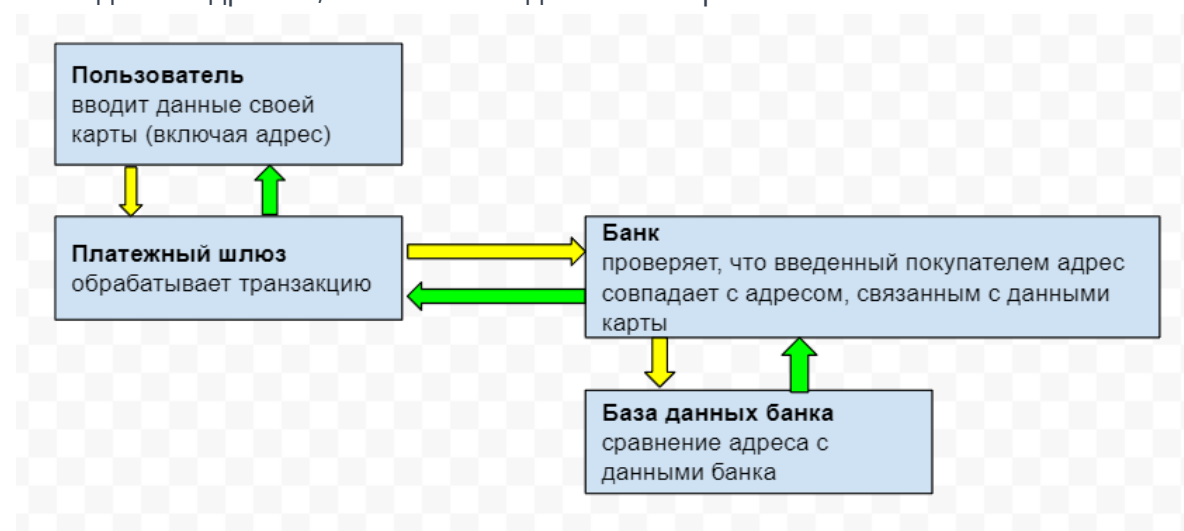 Пользователь
вводит данные своей
карты (включая адрес)
Платежный шлюз
обрабатывает транзакцию
Банк
проверяет, что введенный покупателем адрес
совпадает с адресом, связанным с данными
карты
База данных банка
сравнение адреса с
данными банка